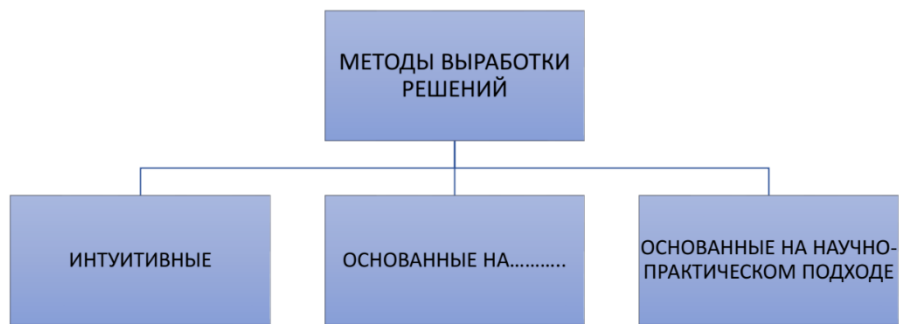 МЕТОДЫ ВЫРАБОТКИ
РЕШЕНИЙ
ИНТУИТИВНЫЕ
ОСНОВАННЫЕ НА………..
ОСНОВАННЫЕ НА НАУЧНО-
ПРАКТИЧЕСКОМ ПОДХОДЕ